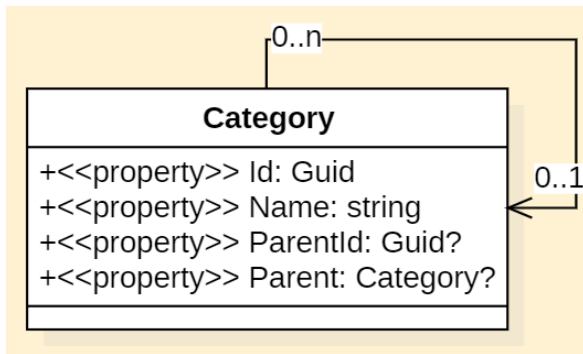 0..n
Category
0..1
+<<property>> Id: Guid
+<<property>> Name: string
+<<property>> ParentId: Guid?
+<<property>> Parent: Category?